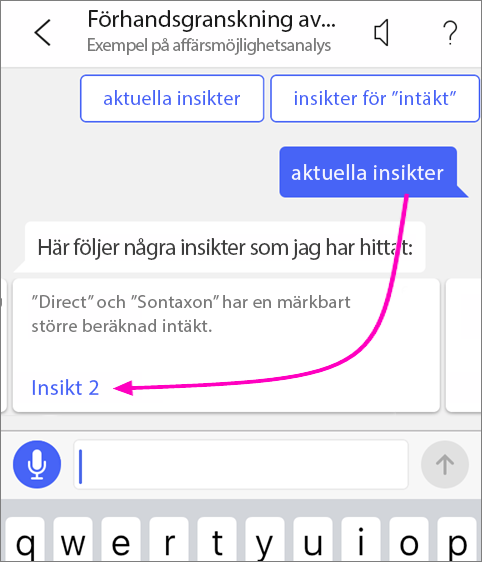 Förhandsgranskning av...
Exempel på affärsmöjlighetsanalys
?
aktuella insikter
insikter för ”intäkt”
aktuella insikter
Här följer några insikter som jag har hittat:
”Direct” och ”Sontaxon” har en märkbart
större beräknad intäkt.
Insikt 2
q w e r t y u i o p